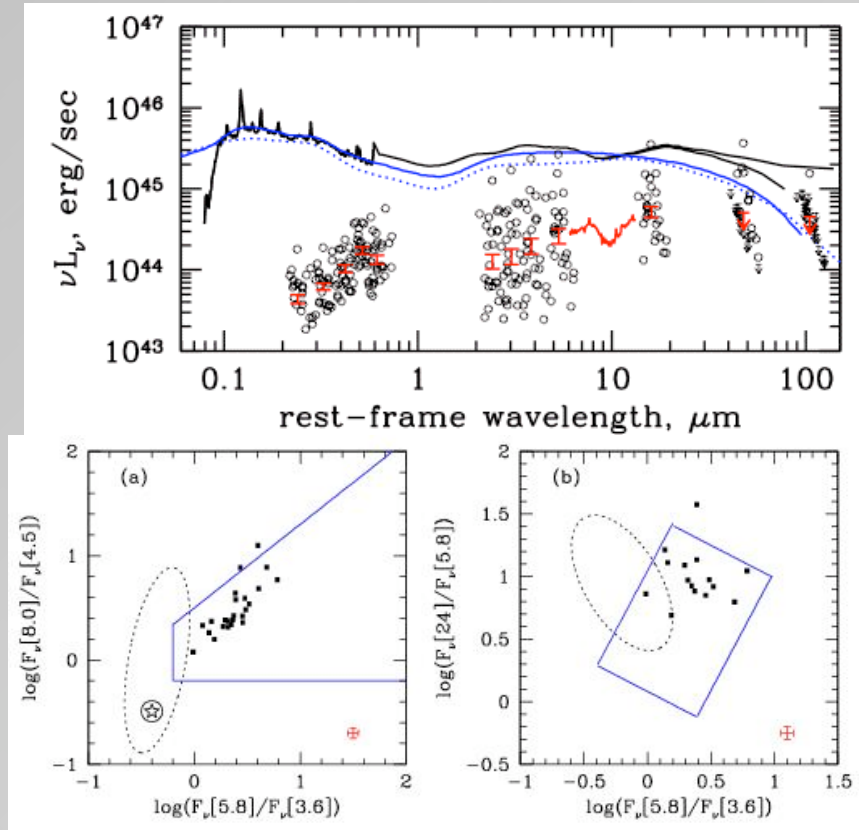 10^47
10^46
10^45
10^44
10^43
νL_ν, erg/sec
0.1 1 10 100
rest-frame wavelength, μm
(a)
2
1
0
-1
log(F_ν[8.0]/F_ν[4.5])
-1 0 1 2
log(F_ν[5.8]/F_ν[3.6])
(b)
2
1.5
1
0.5
0
-0.5
log(F_ν[24]/F_ν[5.8])
-1 -0.5 0 0.5 1 1.5
log(F_ν[5.8]/F_ν[3.6])